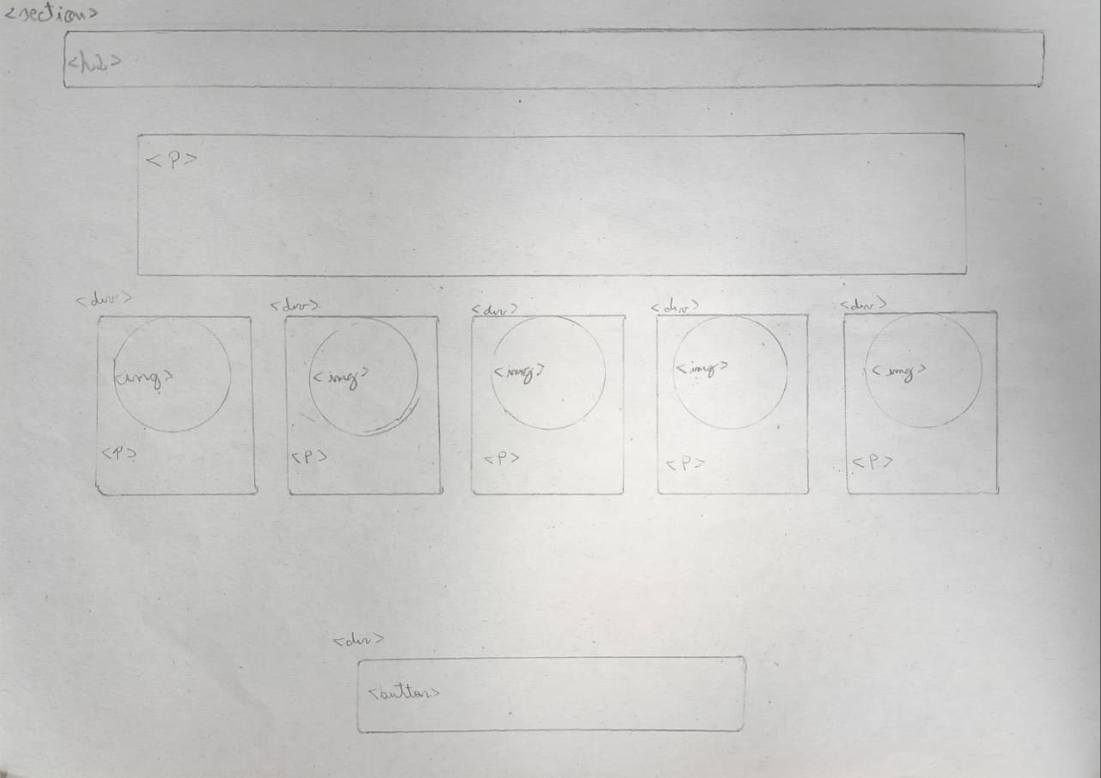 <section>
<h2>
<p>
<div> <div> <div> <div> <div>
<img> <img> <img> <img> <img>
<p> <p> <p> <p> <p>
<div>
<button>